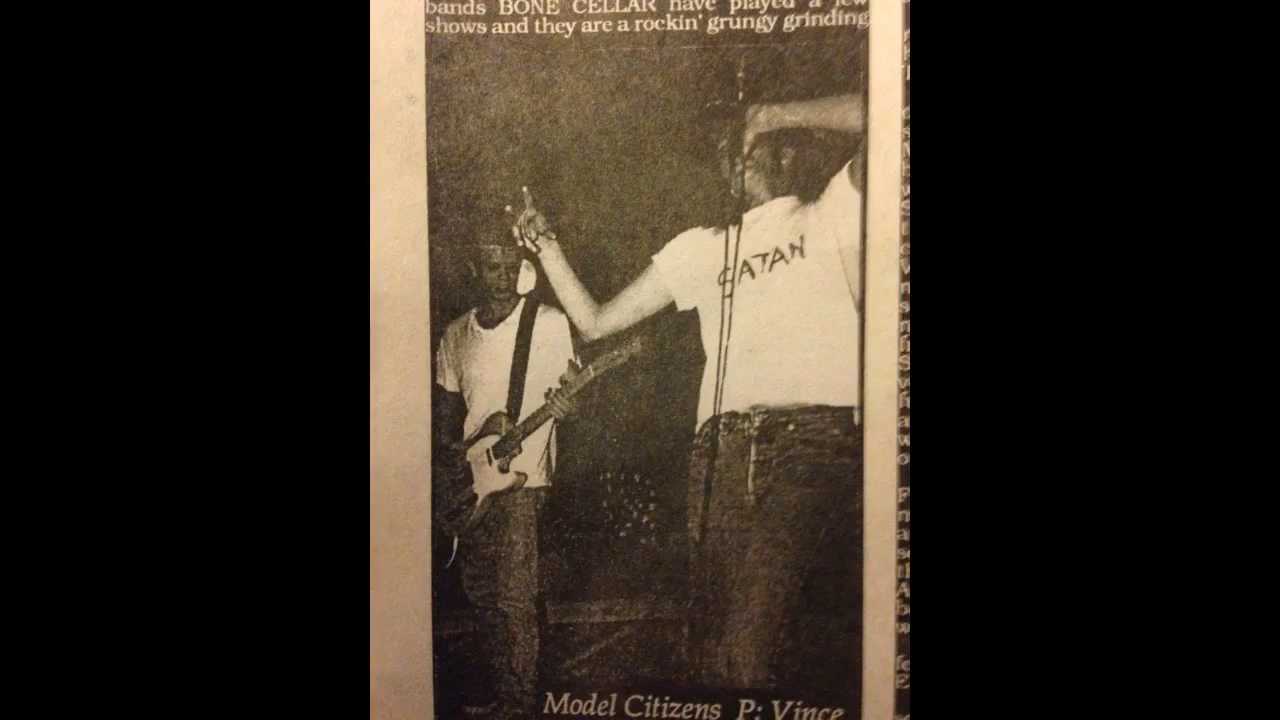 bands BONE CELLAR have played a few
shows and they are a rockin' grungy grinding
SATAN
Model Citizens P: Vince